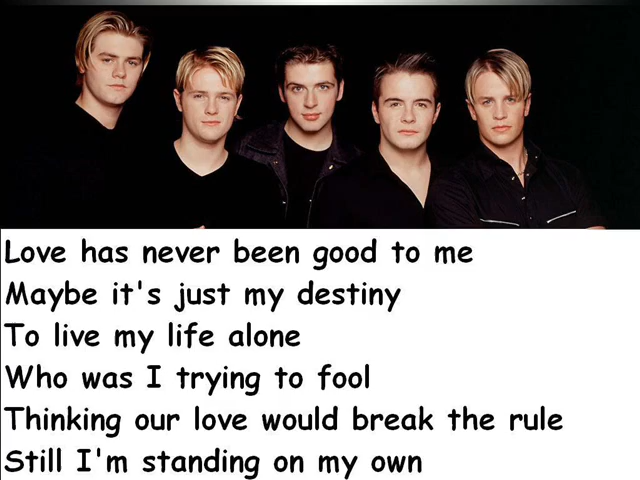 Love has never been good to me
Maybe it's just my destiny
To live my life alone
Who was I trying to fool
Thinking our love would break the rule
Still I'm standing on my own